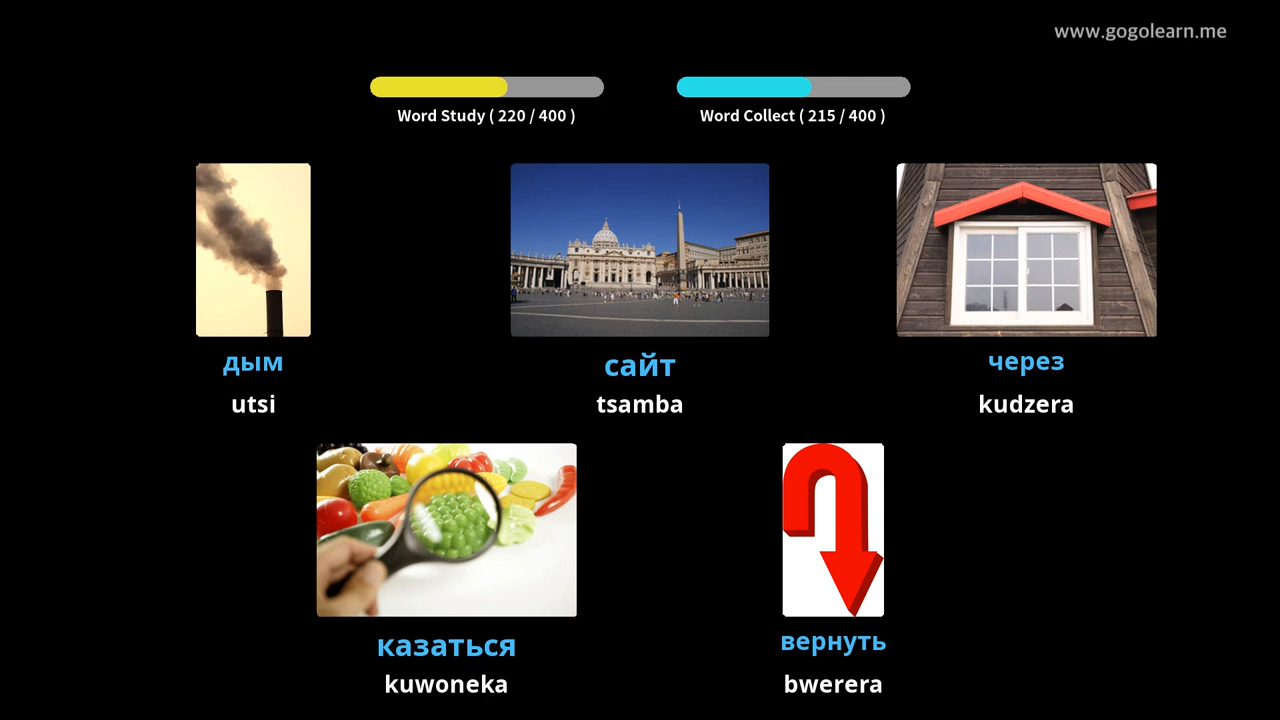 www.gogolearn.me
Word Study ( 220 / 400 )
Word Collect ( 215 / 400 )
дым
utsi
сайт
tsamba
через
kudzera
казаться
kuwoneka
вернуть
bwerera